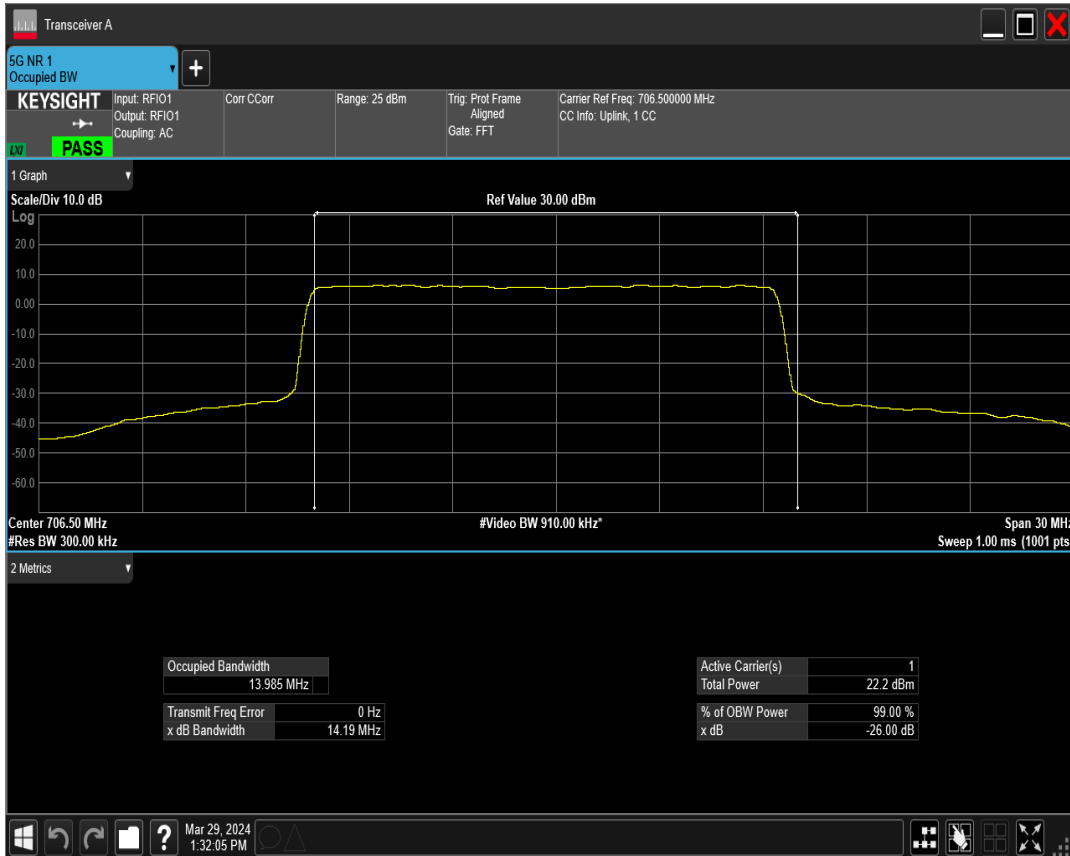 Transceiver A
5G NR 1
Occupied BW
KEYSIGHT
LXI
PASS
Input: RFIO1
Output: RFIO1
Coupling: AC
Corr CCorr
Range: 25 dBm
Trig: Prot Frame
Aligned
Gate: FFT
Carrier Ref Freq: 706.500000 MHz
CC Info: Uplink, 1 CC
1 Graph
Scale/Div 10.0 dB
Ref Value 30.00 dBm
Log
20.0
10.0
0.00
-10.0
-20.0
-30.0
-40.0
-50.0
-60.0
Center 706.50 MHz
#Video BW 910.00 kHz*
Span 30 MHz
#Res BW 300.00 kHz
Sweep 1.00 ms (1001 pts
2 Metrics
Occupied Bandwidth
13.985 MHz
Transmit Freq Error 0 Hz
x dB Bandwidth 14.19 MHz
Active Carrier(s) 1
Total Power 22.2 dBm
% of OBW Power 99.00 %
x dB -26.00 dB
?
Mar 29, 2024
1:32:05 PM